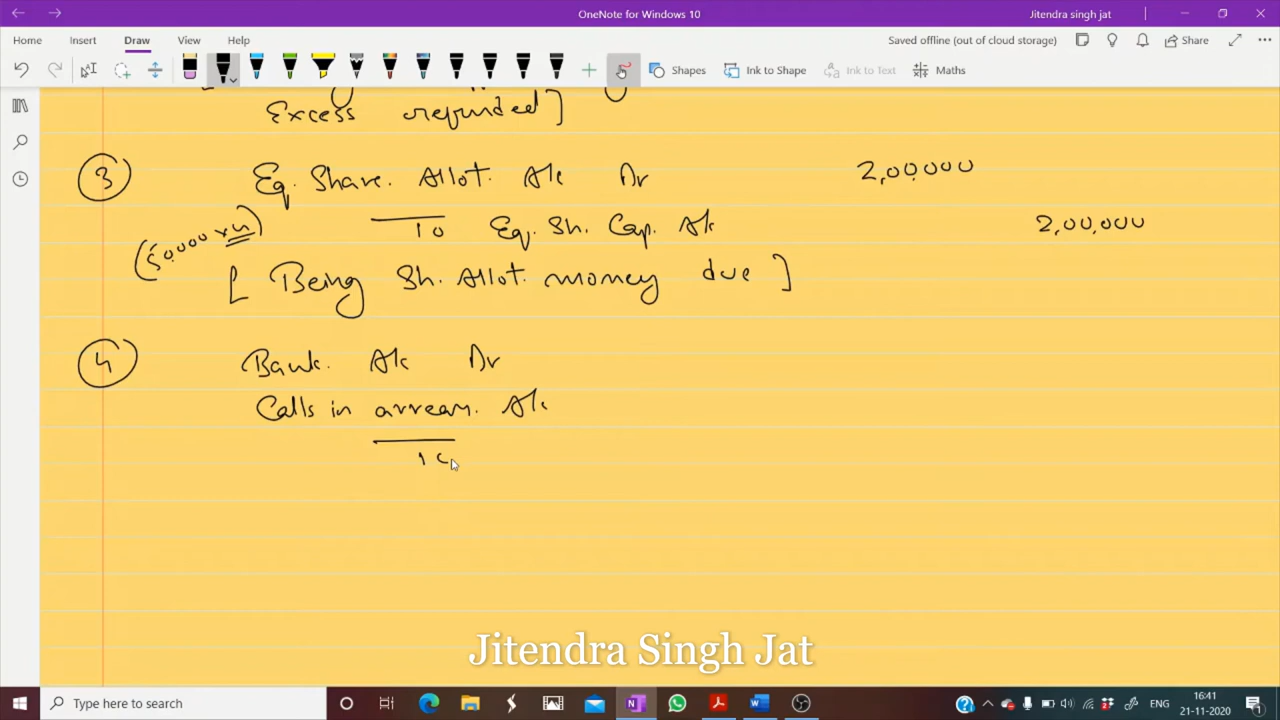 OneNote for Windows 10
Jitendra singh jat
Home Insert Draw View Help
Saved offline (out of cloud storage)
Share
Shapes
Ink to Shape
Ink to Text
Maths
Excess refunded]
3 Eq. Share. Allot. A/c Dr 2,00,000
To Eq. Sh. Cap. A/c 2,00,000
(50,000 x 4)
[ Being Sh. Allot. money due ]
4 Bank. A/c Dr
Calls in arrear. A/c
To
Jitendra Singh Jat
Type here to search
ENG
16:41
21-11-2020